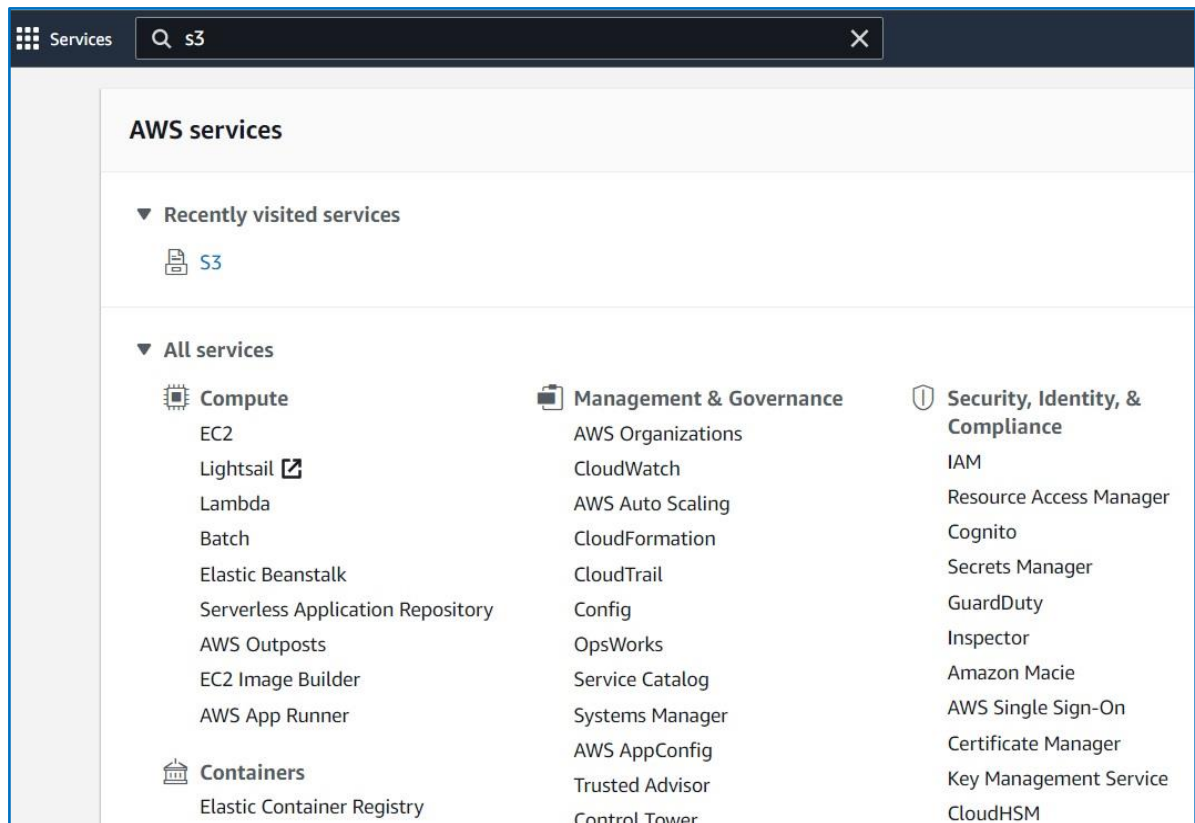 Services
s3
AWS services
Recently visited services
S3
All services
Compute
EC2
Lightsail
Lambda
Batch
Elastic Beanstalk
Serverless Application Repository
AWS Outposts
EC2 Image Builder
AWS App Runner
Containers
Elastic Container Registry
Management & Governance
AWS Organizations
CloudWatch
AWS Auto Scaling
CloudFormation
CloudTrail
Config
OpsWorks
Service Catalog
Systems Manager
AWS AppConfig
Trusted Advisor
Control Tower
Security, Identity, &
Compliance
IAM
Resource Access Manager
Cognito
Secrets Manager
GuardDuty
Inspector
Amazon Macie
AWS Single Sign-On
Certificate Manager
Key Management Service
CloudHSM